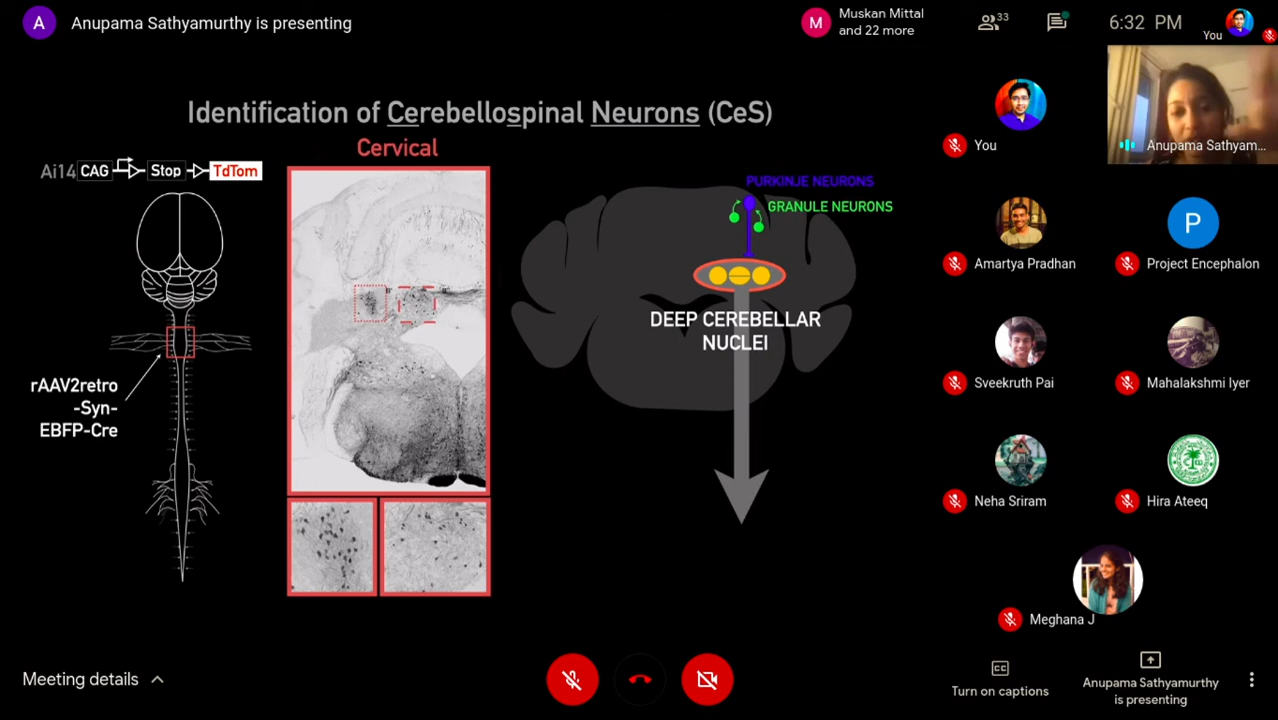 A
Anupama Sathyamurthy is presenting
M
Muskan Mittal
and 22 more
33
6:32 PM
You
Identification of Cerebellospinal Neurons (CeS)
Cervical
Ai14 CAG Stop TdTom
rAAV2retro
-Syn-
EBFP-Cre
PURKINJE NEURONS
GRANULE NEURONS
DEEP CEREBELLAR
NUCLEI
You
Anupama Sathyam...
Amartya Pradhan
P
Project Encephalon
Sveekruth Pai
Mahalakshmi Iyer
Neha Sriram
Hira Ateeq
Meghana J
Meeting details
CC
Turn on captions
Anupama Sathyamurthy
is presenting